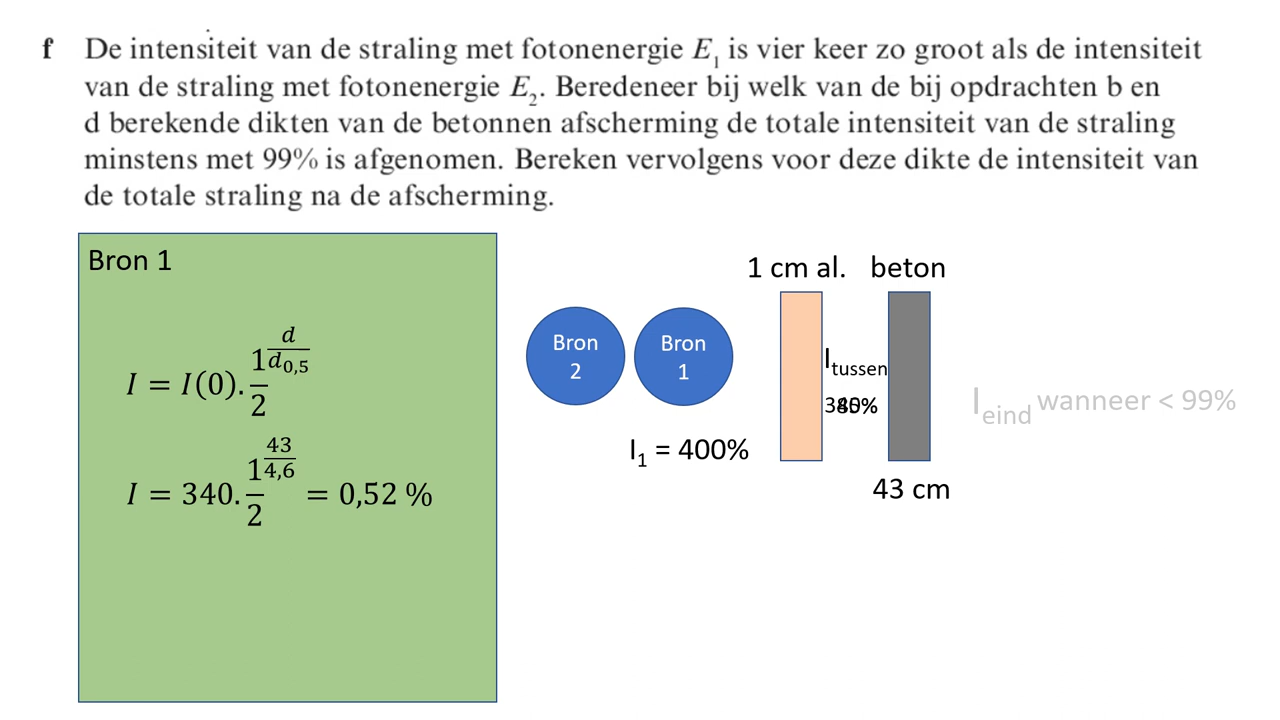 f De intensiteit van de straling met fotonenergie E₁ is vier keer zo groot als de intensiteit
van de straling met fotonenergie E₂. Beredeneer bij welk van de bij opdrachten b en
d berekende dikten van de betonnen afscherming de totale intensiteit van de straling
minstens met 99% is afgenomen. Bereken vervolgens voor deze dikte de intensiteit van
de totale straling na de afscherming.
Bron 1
I = I(0). 1/2^(d/d₀,₅)
I = 340. 1/2^(43/4,6) = 0,52 %
Bron
2
Bron
1
I₁ = 400%
1 cm al. beton
Itussen
43 cm
Ieind wanneer < 99%